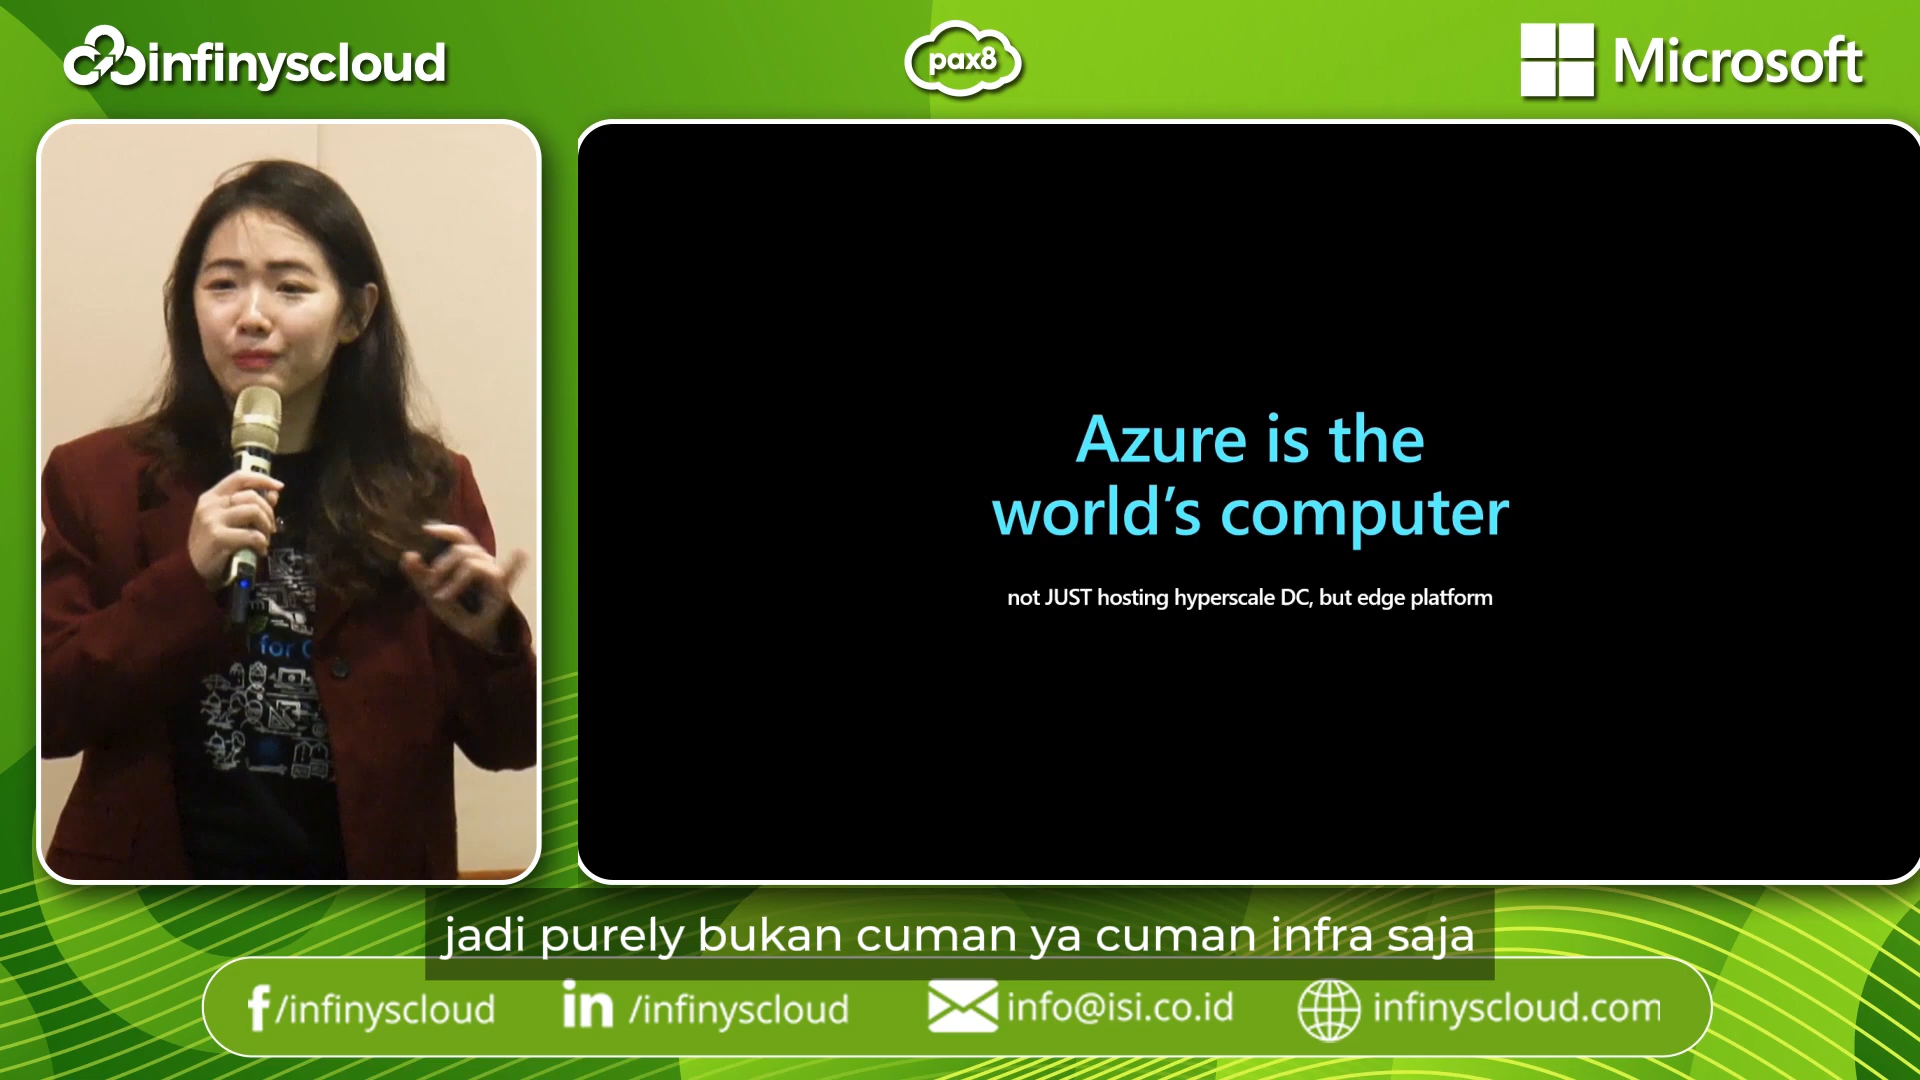 infinyscloud
pax8
Microsoft
Azure is the
world's computer
not JUST hosting hyperscale DC, but edge platform
for
jadi purely bukan cuman ya cuman infra saja
/infinyscloud
/infinyscloud
info@isi.co.id
infinyscloud.com